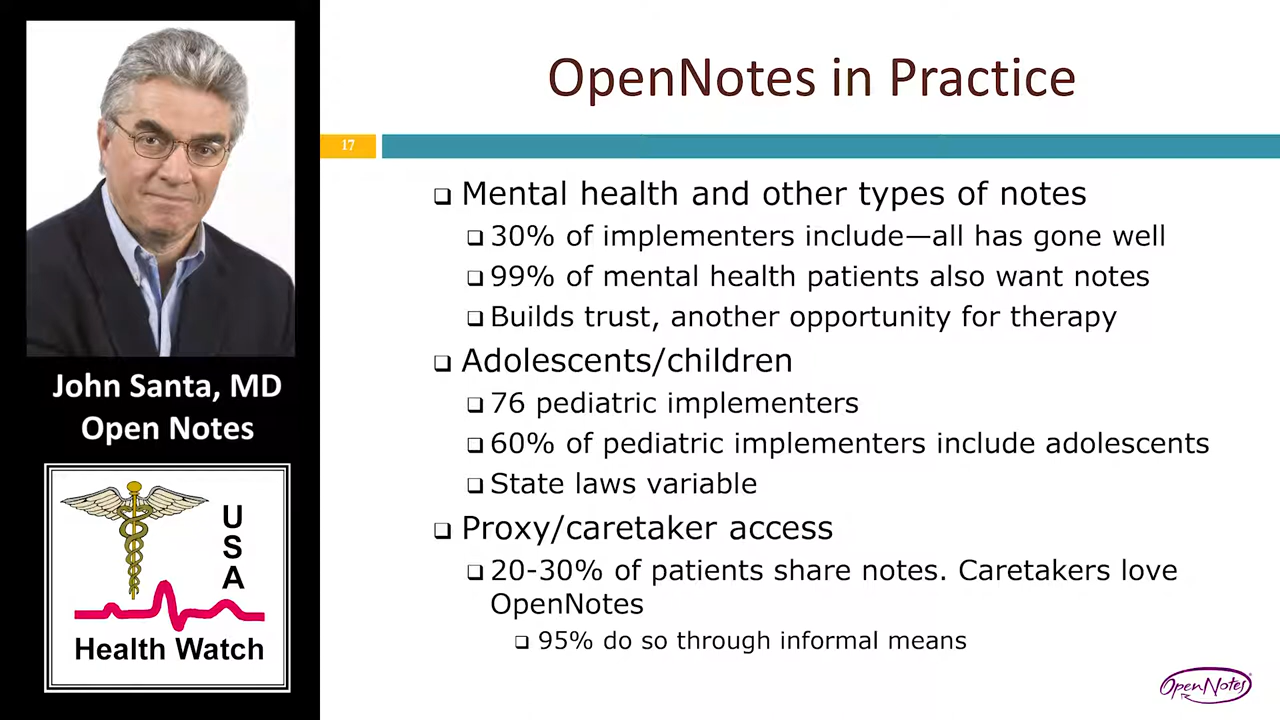 OpenNotes in Practice
17
❑ Mental health and other types of notes
❑ 30% of implementers include—all has gone well
❑ 99% of mental health patients also want notes
❑ Builds trust, another opportunity for therapy
❑ Adolescents/children
❑ 76 pediatric implementers
❑ 60% of pediatric implementers include adolescents
❑ State laws variable
❑ Proxy/caretaker access
❑ 20-30% of patients share notes. Caretakers love
OpenNotes
❑ 95% do so through informal means
John Santa, MD
Open Notes
U
S
A
Health Watch
OpenNotes